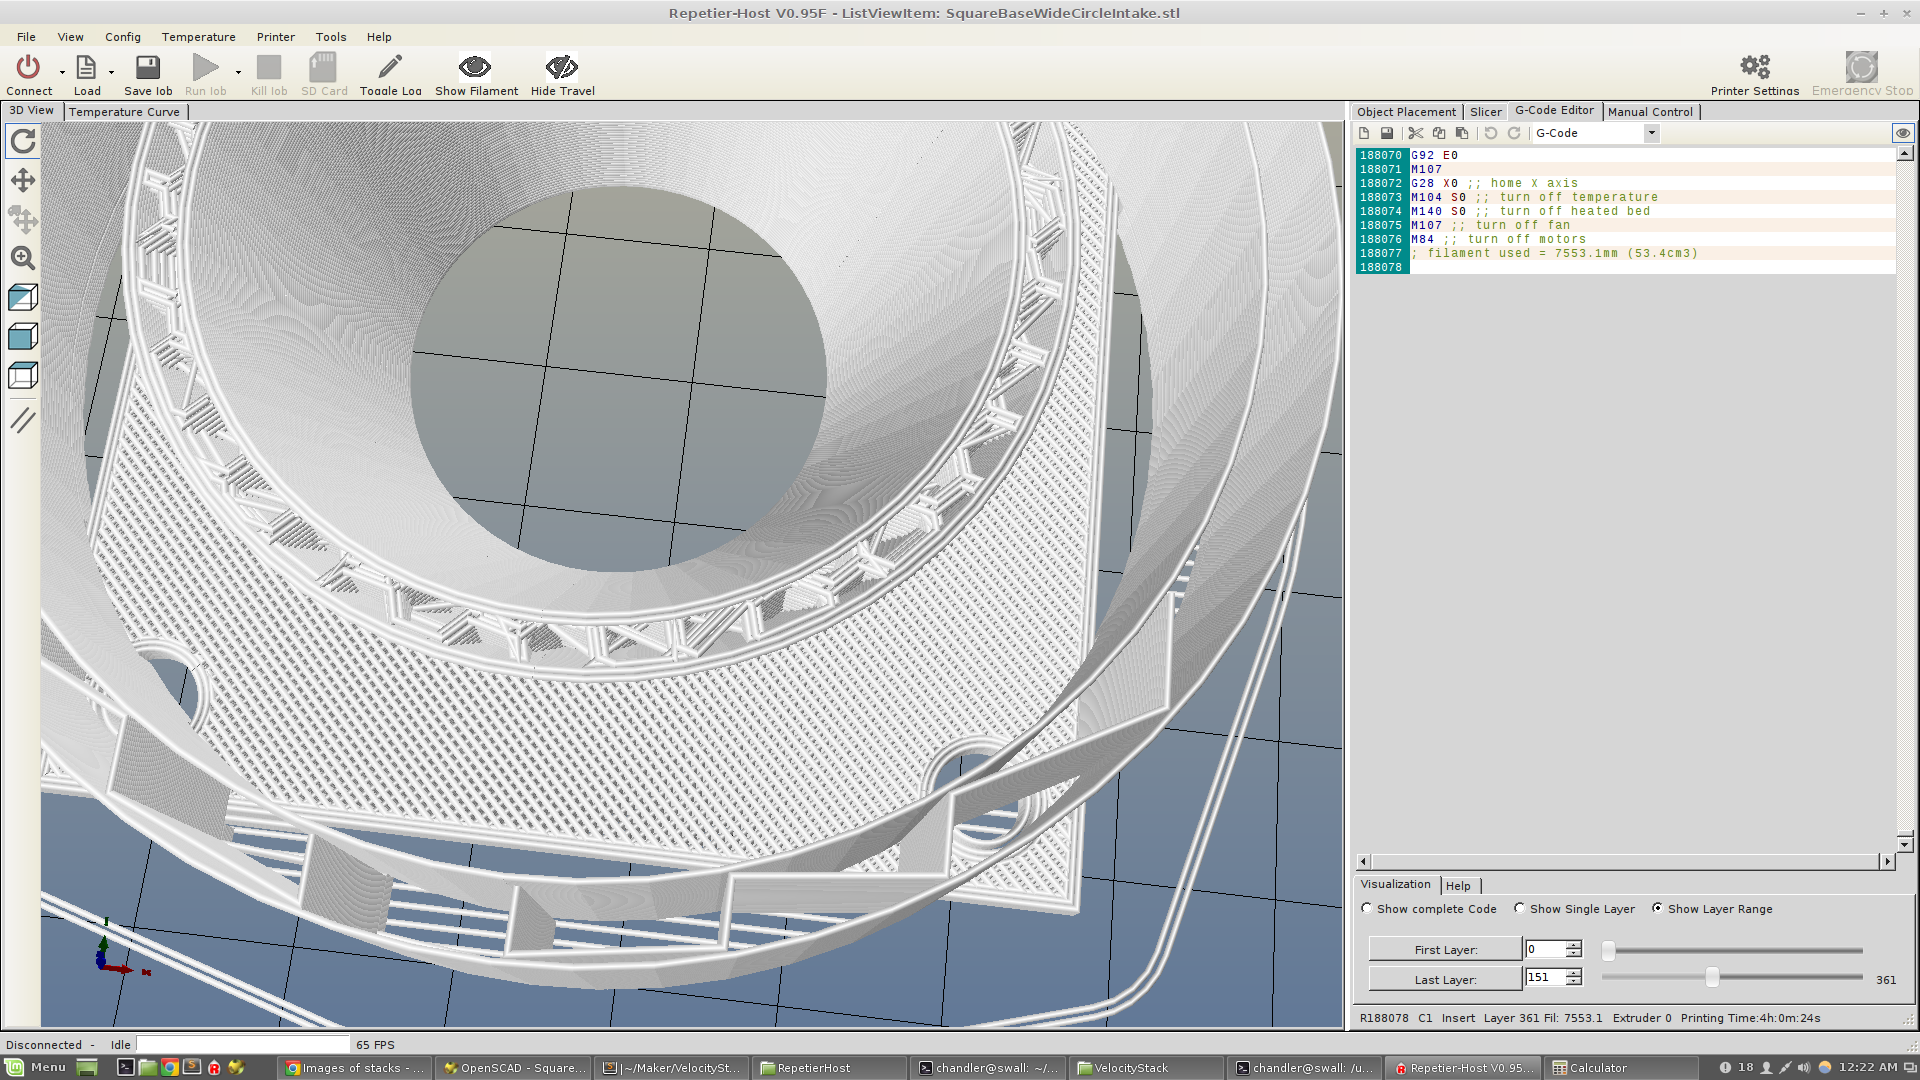 Repetier-Host V0.95F - ListViewItem: SquareBaseWideCircleIntake.stl
File View Config Temperature Printer Tools Help
Connect Load Save Job Run Job Kill Job SD Card Toggle Log Show Filament Hide Travel Printer Settings Emergency Stop
3D View Temperature Curve
Object Placement Slicer G-Code Editor Manual Control
G-Code
188070 G92 E0
188071 M107
188072 G28 X0 ;; home X axis
188073 M104 S0 ;; turn off temperature
188074 M140 S0 ;; turn off heated bed
188075 M107 ;; turn off fan
188076 M84 ;; turn off motors
188077 ; filament used = 7553.1mm (53.4cm3)
188078
Visualization Help
Show complete Code Show Single Layer Show Layer Range
First Layer: 0
Last Layer: 151 361
R188078 C1 Insert Layer 361 Fil: 7553.1 Extruder 0 Printing Time:4h:0m:24s
Disconnected - Idle 65 FPS
Menu Images of stacks - ... OpenSCAD - Square... |~/Maker/VelocitySt... RepetierHost chandler@swall: ~/... VelocityStack chandler@swall: /u... Repetier-Host V0.95... Calculator 18 12:22 AM